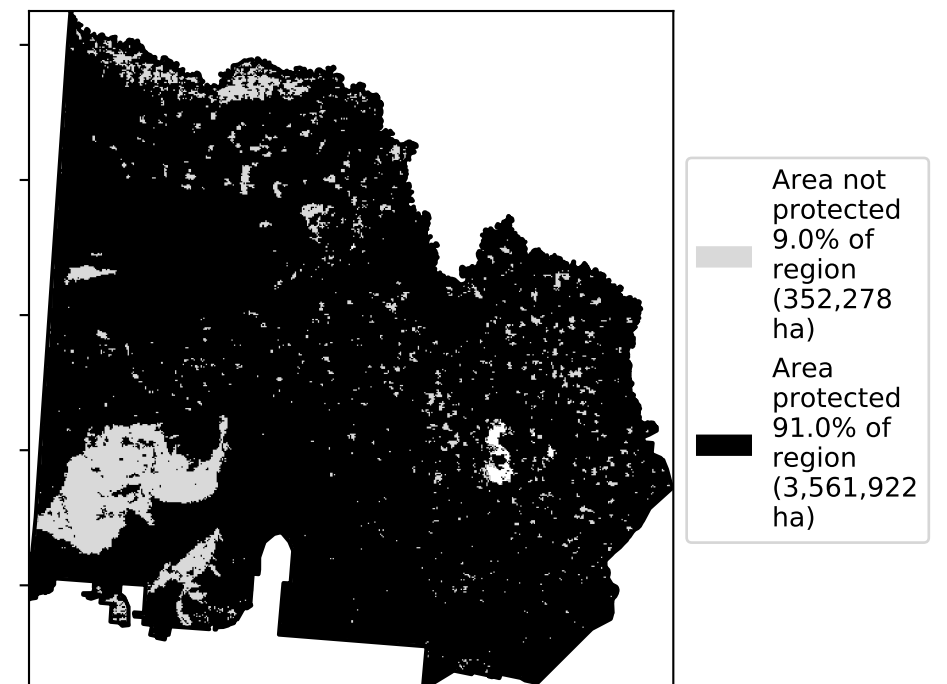 Area not
protected
9.0% of
region
(352,278
ha)
Area
protected
91.0% of
region
(3,561,922
ha)